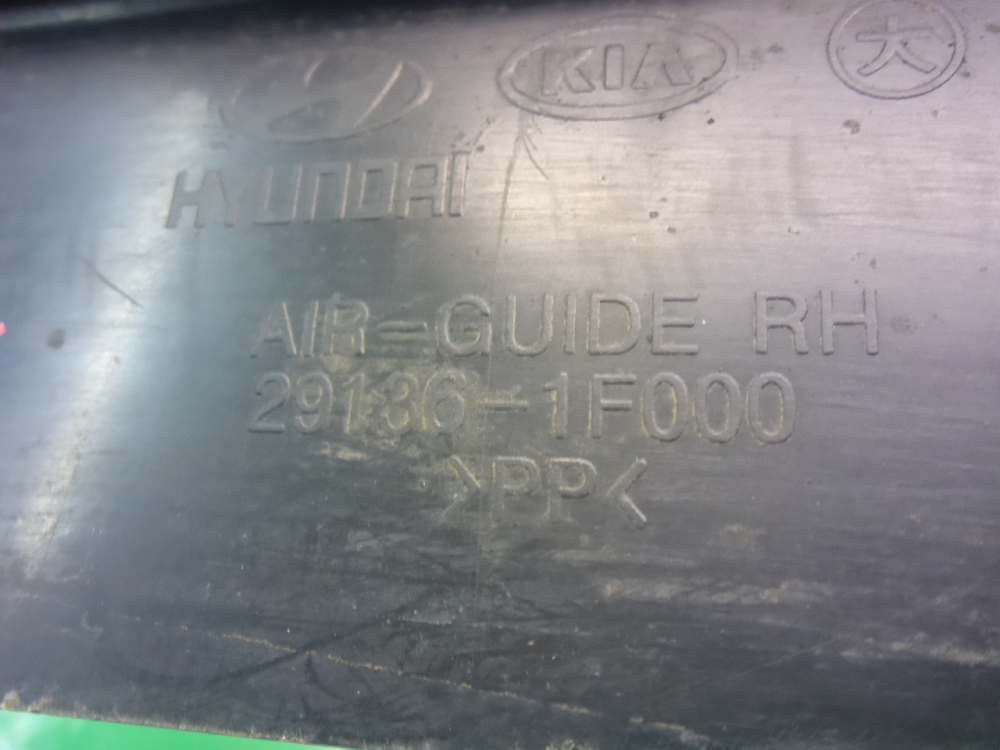 KIA 大
HYUNDAI
AIR-GUIDE RH
29136-1F000
>PP<